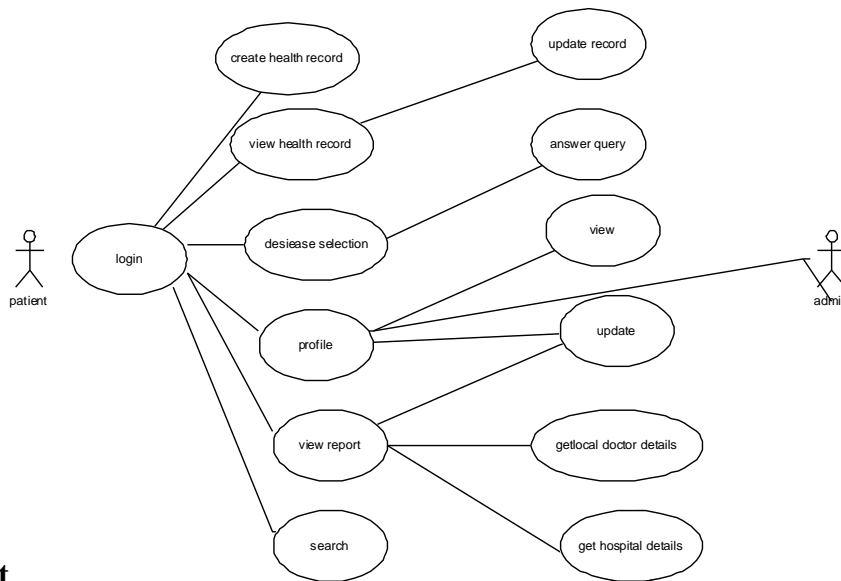 create health record
update record
view health record
answer query
view
desiease selection
login
patient
admi
profile
update
view report
getlocal doctor details
search
get hospital details
t